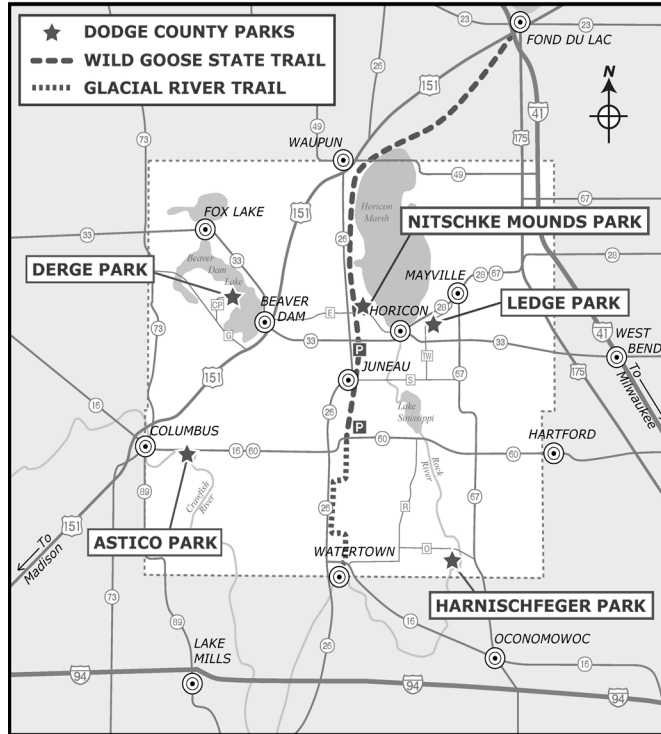 DODGE COUNTY PARKS
WILD GOOSE STATE TRAIL
GLACIAL RIVER TRAIL
23
23
FOND DU LAC
N
26
151
41
73
49
WAUPUN
175
49
67
151
Horicon
Marsh
FOX LAKE
NITSCHKE MOUNDS PARK
33
26
33
28
Beaver
Dam
Lake
DERGE PARK
MAYVILLE
28
67
CP
BEAVER
DAM
E
HORICON
28
LEDGE PARK
73
G
33
P
TW
33
41
WEST
BEND
151
JUNEAU
S
67
175
To
Milwaukee
16
26
Lake
Sinissippi
COLUMBUS
P
HARTFORD
16
60
60
60
89
Crawfish
River
Rock
River
67
R
151
To
Madison
26
ASTICO PARK
WATERTOWN
O
73
HARNISCHFEGER PARK
89
16
LAKE
MILLS
26
OCONOMOWOC
16
94
94
94